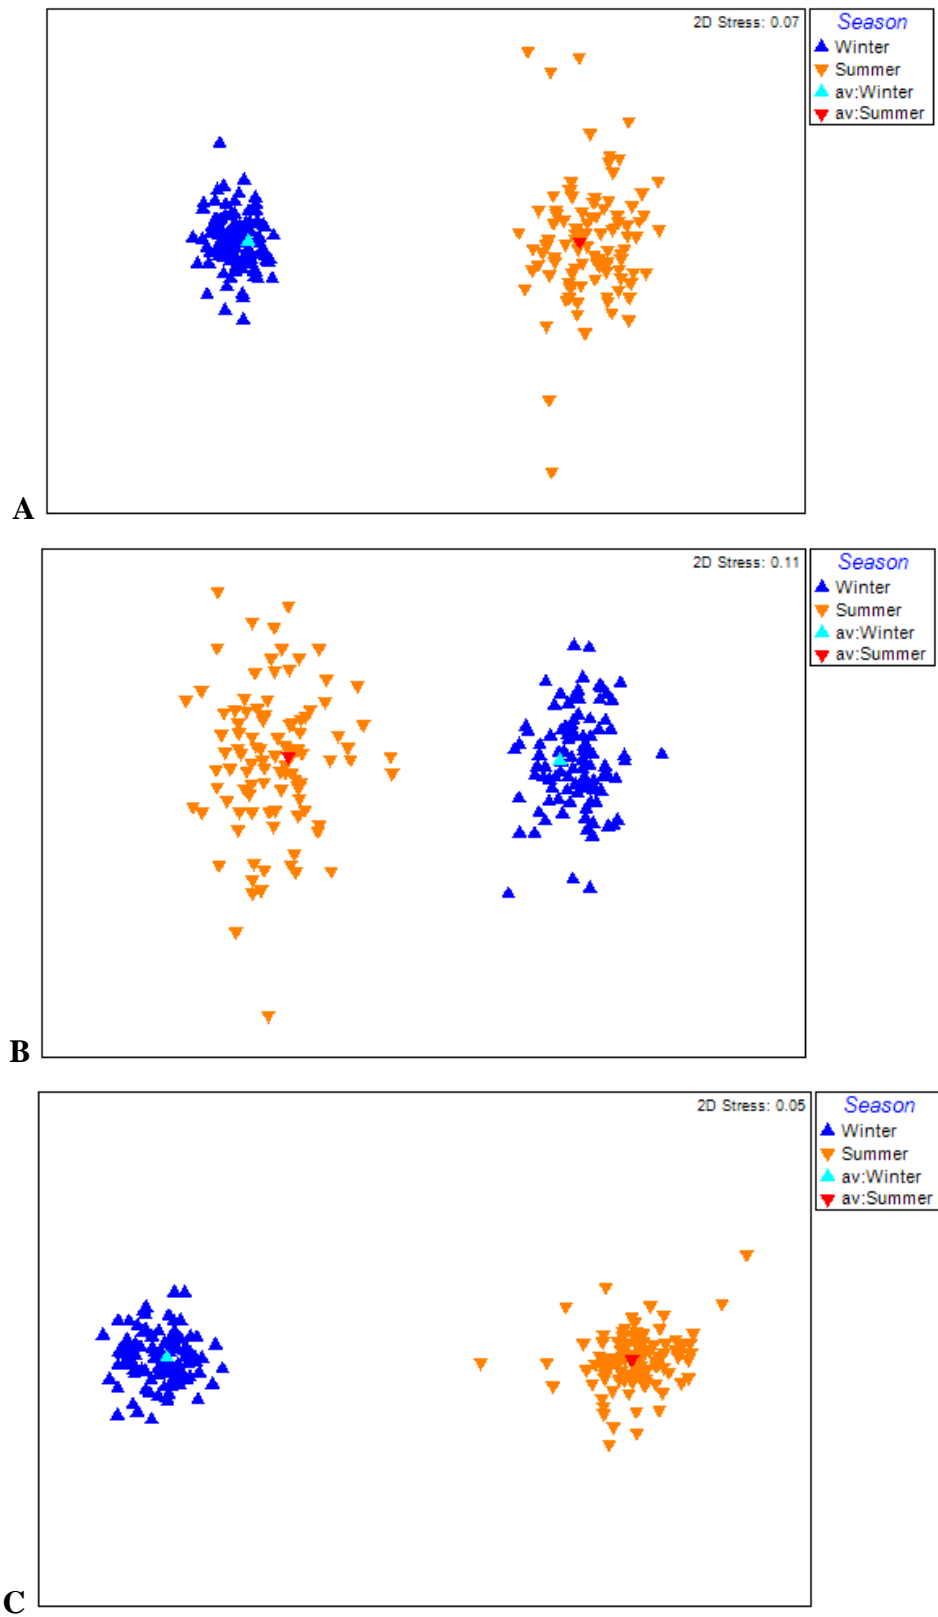 2D Stress: 0.07
Season
Winter
Summer
av:Winter
av:Summer
A
2D Stress: 0.11
Season
Winter
Summer
av:Winter
av:Summer
B
2D Stress: 0.05
Season
Winter
Summer
av:Winter
av:Summer
C